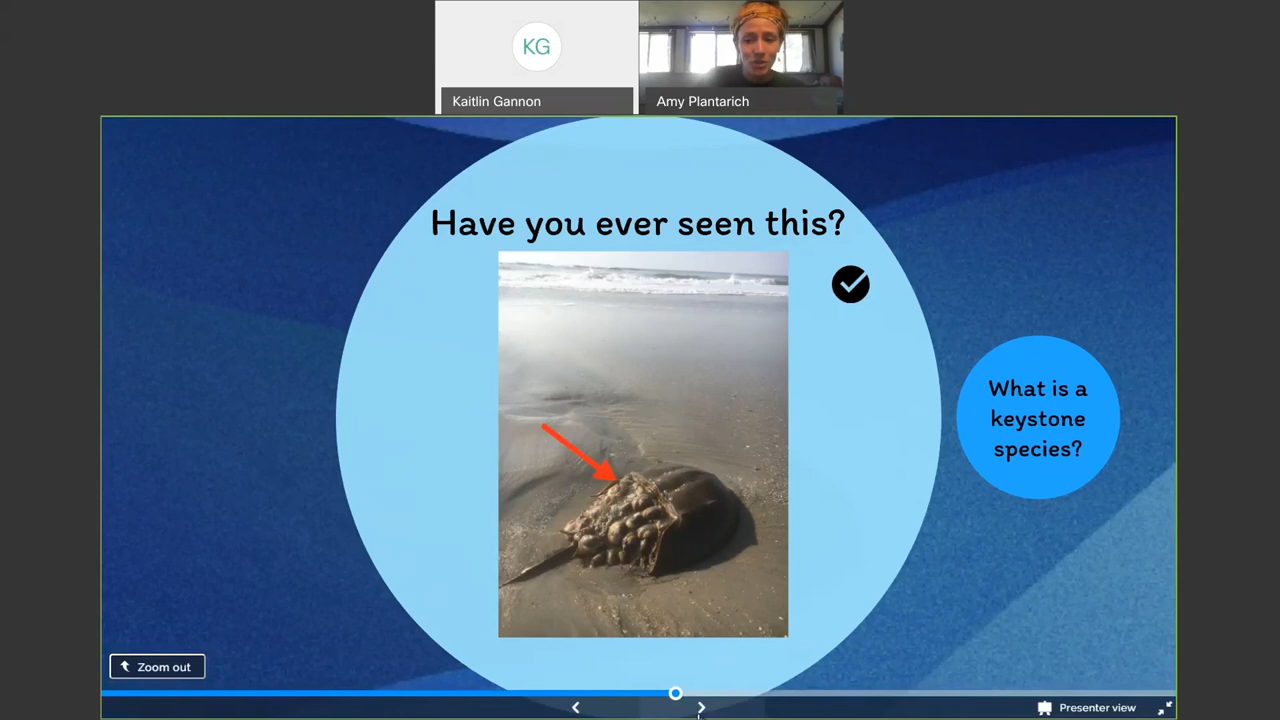 KG
Kaitlin Gannon
Amy Plantarich
Have you ever seen this?
What is a
keystone
species?
Zoom out
Presenter view